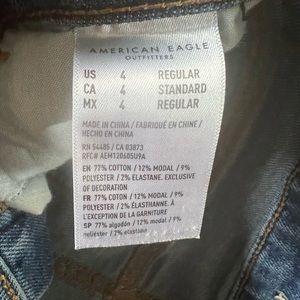 AMERICAN EAGLE
OUTFITTERS
US 4 REGULAR
CA 4 STANDARD
MX 4 REGULAR
MADE IN CHINA / FABRIQUÉ EN CHINE /
HECHO EN CHINA
RN 54485 / CA 03873
RFC# AEM120605U9A
EN 77% COTTON / 12% MODAL / 9%
POLYESTER / 2% ELASTANE. EXCLUSIVE
OF DECORATION
FR 77% COTON / 12% MODAL / 9%
POLYESTER / 2% ÉLASTHANNE. À
L'EXCEPTION DE LA GARNITURE
SP 77% algodón / 12% modal / 9%
poliéster / 2% elastano